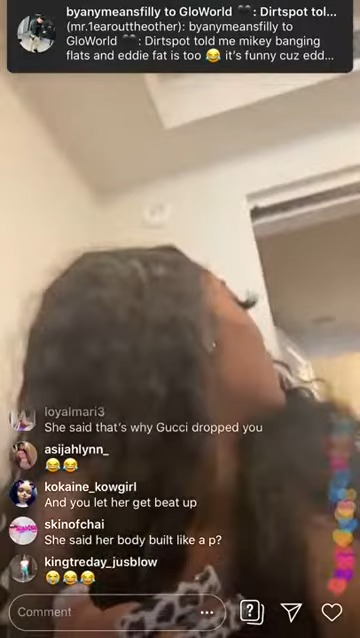 byanymeansfilly to GloWorld 🖤: Dirtspot tol...
(mr.1earouttheother): byanymeansfilly to
GloWorld 🖤: Dirtspot told me mikey banging
flats and eddie fat is too 😂 it’s funny cuz edd...
loyalmari3
She said that’s why Gucci dropped you
asijahlynn_
😂😂
kokaine_kowgirl
And you let her get beat up
skinofchai
She said her body built like a p?
kingtreday_jusblow
😭😂😂
Comment